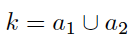 k = a₁ ∪ a₂